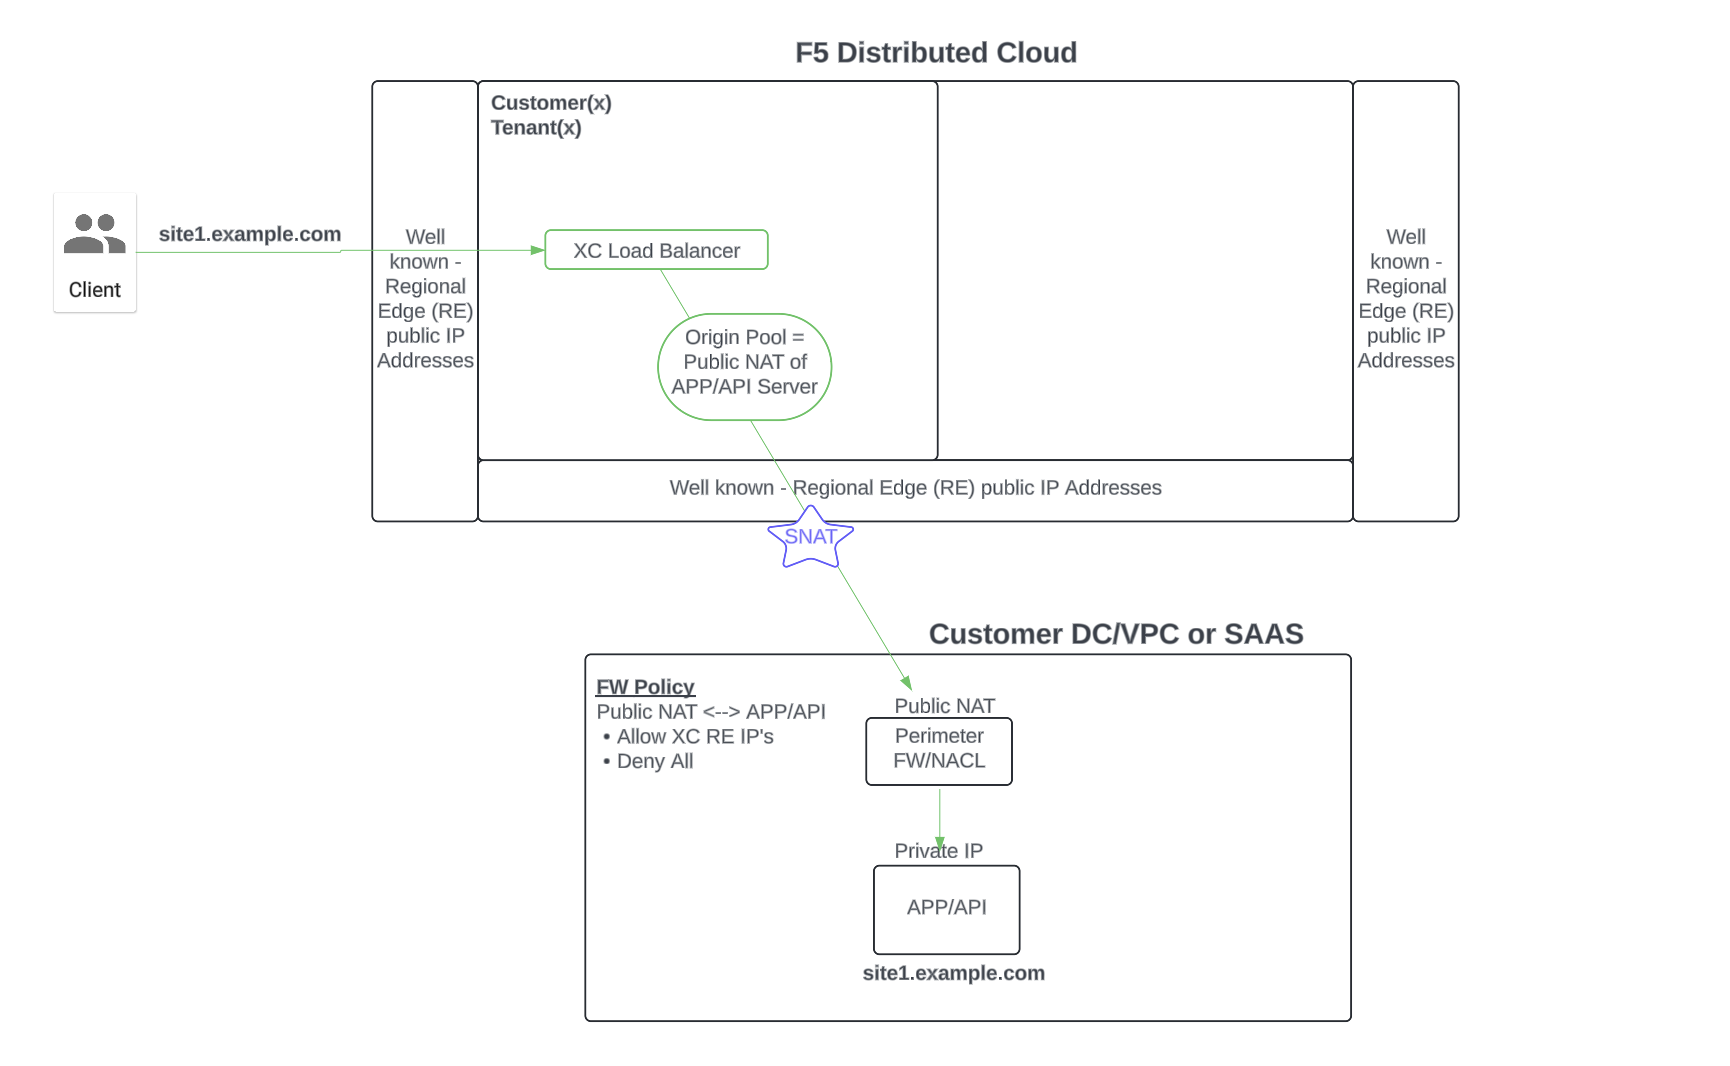 F5 Distributed Cloud
Customer(x)
Tenant(x)
site1.example.com
Client
XC Load Balancer
Well
known -
Regional
Edge (RE)
public IP
Addresses
Origin Pool =
Public NAT of
APP/API Server
Well
known -
Regional
Edge (RE)
public IP
Addresses
Well known - Regional Edge (RE) public IP Addresses
SNAT
Customer DC/VPC or SAAS
FW Policy
Public NAT <--> APP/API
• Allow XC RE IP's
• Deny All
Public NAT
Perimeter
FW/NACL
Private IP
APP/API
site1.example.com